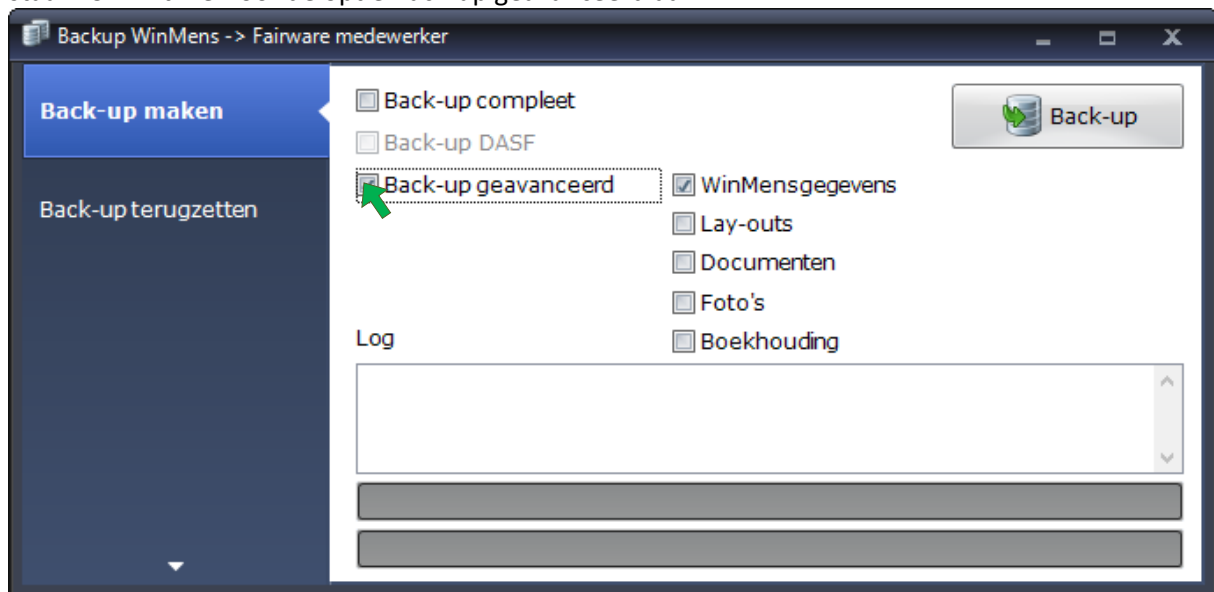 Backup WinMens -> Fairware medewerker
Back-up maken
Back-up terugzetten
Back-up compleet
Back-up
Back-up DASF
Back-up geavanceerd
WinMensgegevens
Lay-outs
Documenten
Foto's
Log
Boekhouding